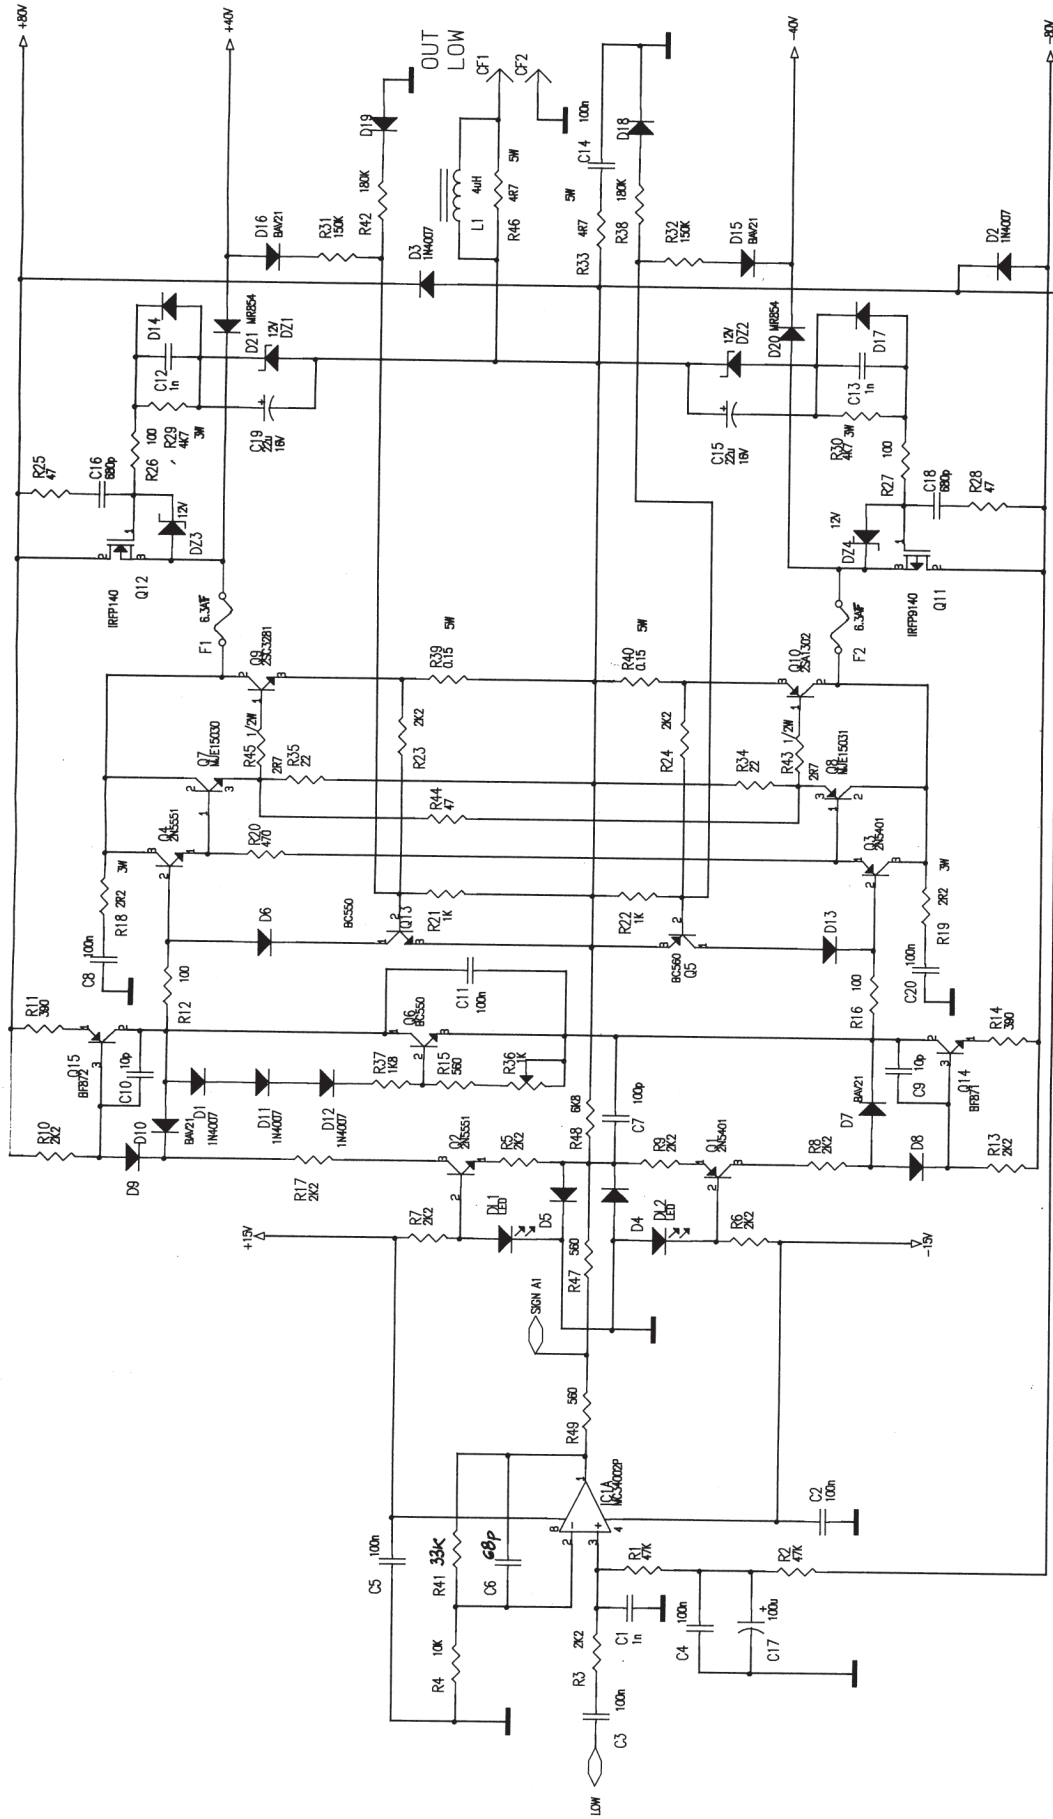 +80V
+40V
OUT
LOW
CF1
CF2
-40V
-80V
D19
R42
180K
L1
4uH
R46
4R7
5W
C14
100n
R33
4R7
5W
D18
R38
180K
D16
BAV21
R31
150K
D3
1N4007
R32
150K
D15
BAV21
D2
1N4007
D14
C12
1n
D21
MR854
12V
DZ1
R29
4K7
3W
C19
22u
16V
12V
DZ2
D20
MR854
C15
22u
16V
D17
C13
1n
R30
4K7
3W
R25
47
C16
680p
R26
100
12V
DZ3
IRFP140
Q12
R27
100
C18
680p
R28
47
12V
DZ4
IRFP9140
Q11
F1
6.3AF
F2
6.3AF
Q9
2SC3281
R39
0.15
5W
R40
0.15
5W
Q10
2SA1302
R23
2K2
R24
2K2
Q7
MJE15030
R45
1/2W
2R7
R35
22
R44
47
R34
22
R43
1/2W
2R7
Q8
MJE15031
Q4
2N5551
R20
470
Q3
2N5401
R18
2R2
3W
C8
100n
D6
BC550
Q13
R21
1K
R22
1K
BC560
Q5
D13
R19
2R2
3W
C20
100n
R11
390
Q15
BF872
C10
10p
R12
100
Q6
BC550
C11
100n
R37
1K8
R15
560
R36
1K
R16
100
C9
10p
Q14
BF871
R14
390
R10
2K2
D9
D10
BAV21
D1
1N4007
D11
1N4007
D12
1N4007
R17
2K2
Q2
2N5551
R5
2K2
R48
6K8
C7
100p
R9
2K2
Q1
2N5401
R8
2K2
D7
BAV21
D8
R13
2K2
+15V
R7
2K2
DL1
LED
D5
R47
560
D4
DL2
LED
R6
2K2
-15V
SIGN A1
R49
560
C5
100n
R41
33K
C6
68p
R4
10K
IC1A
MC34002P
C2
100n
R1
47K
R2
47K
R3
2K2
C1
1n
C4
100n
C17
100u
C3
100n
LOW